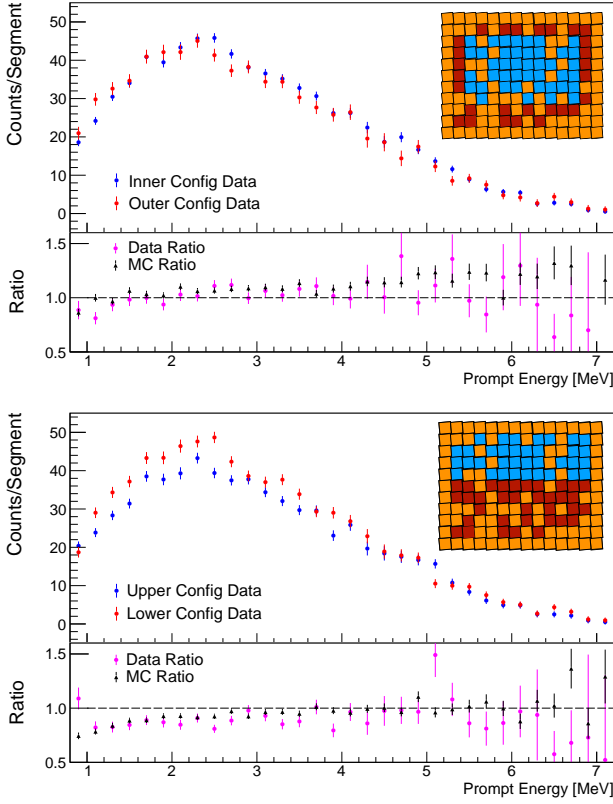 Counts/Segment
50
40
30
20
10
0
Inner Config Data
Outer Config Data
Ratio
1.5
1.0
0.5
Data Ratio
MC Ratio
1 2 3 4 5 6 7
Prompt Energy [MeV]
Counts/Segment
50
40
30
20
10
0
Upper Config Data
Lower Config Data
Ratio
1.5
1.0
0.5
Data Ratio
MC Ratio
1 2 3 4 5 6 7
Prompt Energy [MeV]